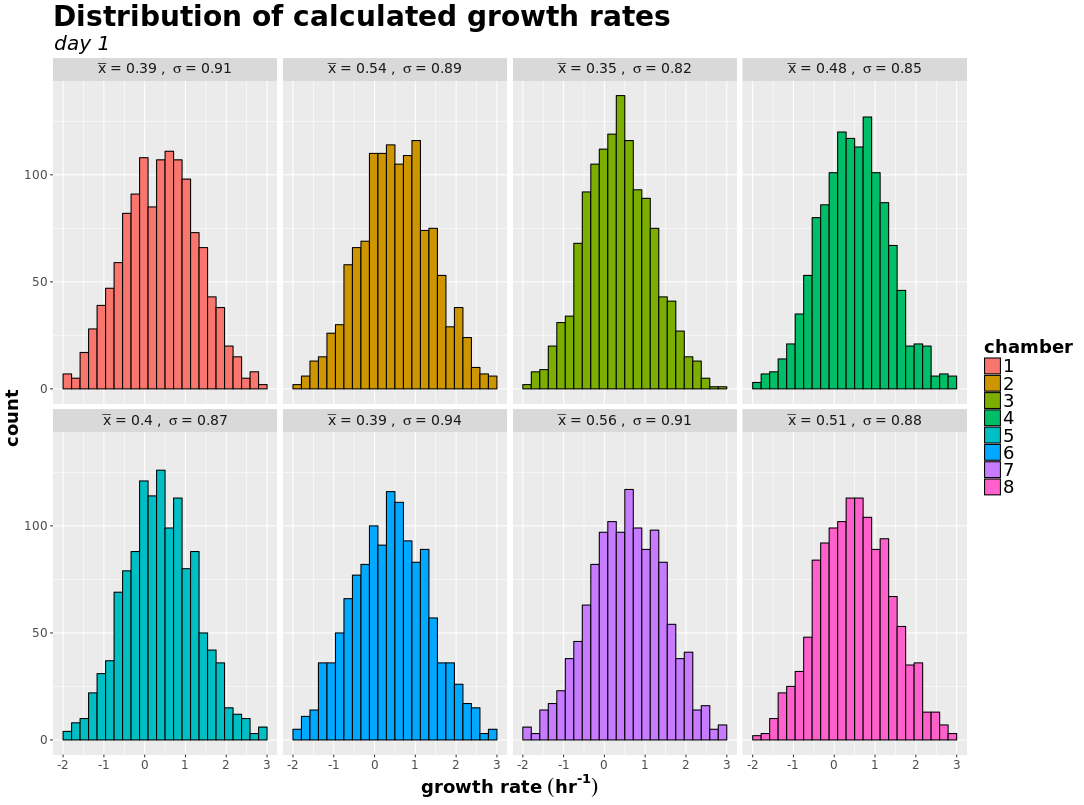 Distribution of calculated growth rates
day 1
x̅ = 0.39 , σ = 0.91
x̅ = 0.54 , σ = 0.89
x̅ = 0.35 , σ = 0.82
x̅ = 0.48 , σ = 0.85
100
50
0
x̅ = 0.4 , σ = 0.87
x̅ = 0.39 , σ = 0.94
x̅ = 0.56 , σ = 0.91
x̅ = 0.51 , σ = 0.88
100
50
0
-2 -1 0 1 2 3
-2 -1 0 1 2 3
-2 -1 0 1 2 3
-2 -1 0 1 2 3
growth rate (hr⁻¹)
count
chamber
1
2
3
4
5
6
7
8